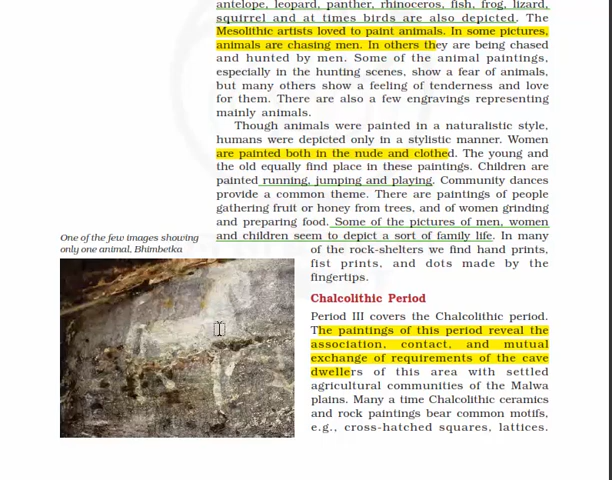 antelope, leopard, panther, rhinoceros, fish, frog, lizard,
squirrel and at times birds are also depicted. The
Mesolithic artists loved to paint animals. In some pictures,
animals are chasing men. In others they are being chased
and hunted by men. Some of the animal paintings,
especially in the hunting scenes, show a fear of animals,
but many others show a feeling of tenderness and love
for them. There are also a few engravings representing
mainly animals.
Though animals were painted in a naturalistic style,
humans were depicted only in a stylistic manner. Women
are painted both in the nude and clothed. The young and
the old equally find place in these paintings. Children are
painted running, jumping and playing. Community dances
provide a common theme. There are paintings of people
gathering fruit or honey from trees, and of women grinding
and preparing food. Some of the pictures of men, women
and children seem to depict a sort of family life. In many
of the rock-shelters we find hand prints,
fist prints, and dots made by the
fingertips.
One of the few images showing
only one animal, Bhimbetka
Chalcolithic Period
Period III covers the Chalcolithic period.
The paintings of this period reveal the
association, contact, and mutual
exchange of requirements of the cave
dwellers of this area with settled
agricultural communities of the Malwa
plains. Many a time Chalcolithic ceramics
and rock paintings bear common motifs,
e.g., cross-hatched squares, lattices.